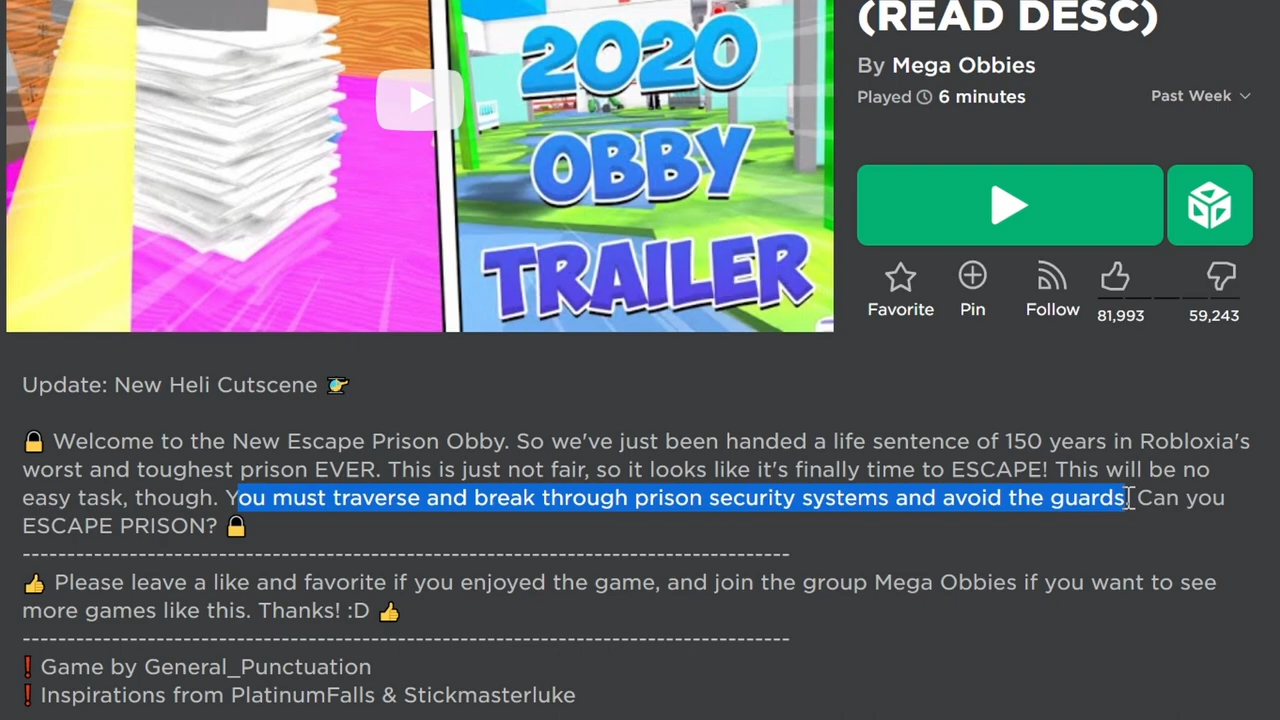 2020
OBBY
TRAILER
(READ DESC)
By Mega Obbies
Played 6 minutes
Past Week
Favorite
Pin
Follow
81,993
59,243
Update: New Heli Cutscene 🚁
🔒 Welcome to the New Escape Prison Obby. So we've just been handed a life sentence of 150 years in Robloxia's
worst and toughest prison EVER. This is just not fair, so it looks like it's finally time to ESCAPE! This will be no
easy task, though. You must traverse and break through prison security systems and avoid the guards. Can you
ESCAPE PRISON? 🔒
-------------------------------------------------------------------------------------
👍 Please leave a like and favorite if you enjoyed the game, and join the group Mega Obbies if you want to see
more games like this. Thanks! :D 👍
-------------------------------------------------------------------------------------
❗Game by General_Punctuation
❗Inspirations from PlatinumFalls & Stickmasterluke